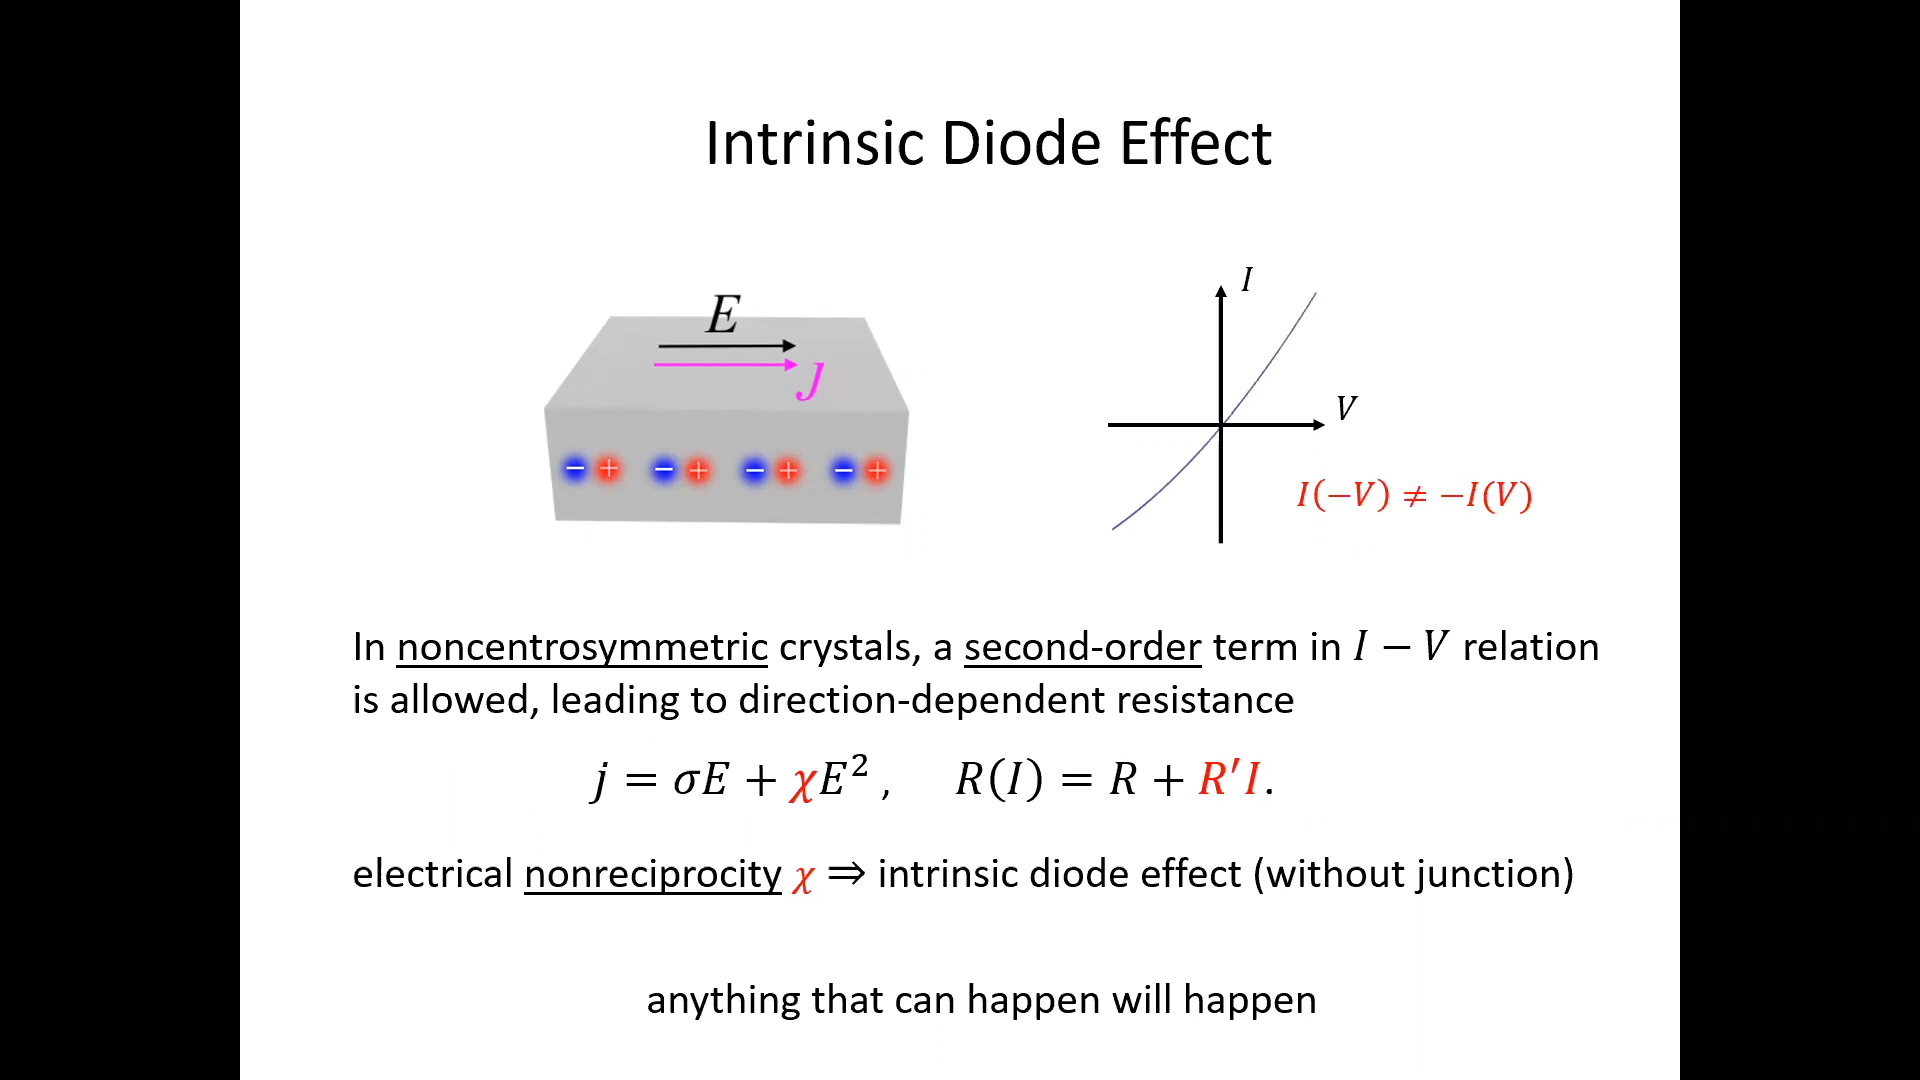 Intrinsic Diode Effect
E
J
− + − + − + − +
I
V
I(−V) ≠ −I(V)
In noncentrosymmetric crystals, a second-order term in I − V relation
is allowed, leading to direction-dependent resistance
j = σE + χE², R(I) = R + R′I.
electrical nonreciprocity χ ⇒ intrinsic diode effect (without junction)
anything that can happen will happen